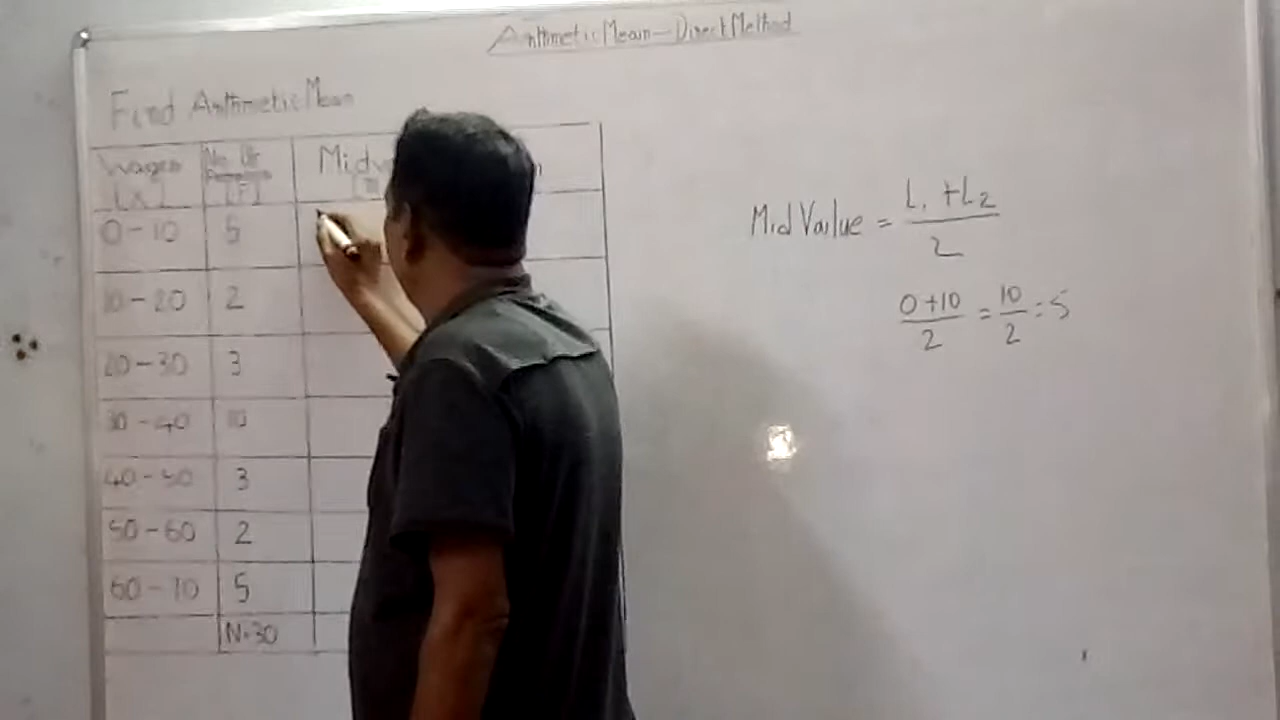 Arithmetic Mean - Direct Method
Find Arithmetic Mean
Wages No. Of Midv
[X] [F] [m
0-10 5
10-20 2
20-30 3
30-40 10
40-50 3
50-60 2
60-70 5
N=30
Mid Vailue = L1+L2
2
0+10 = 10 = 5
2 2